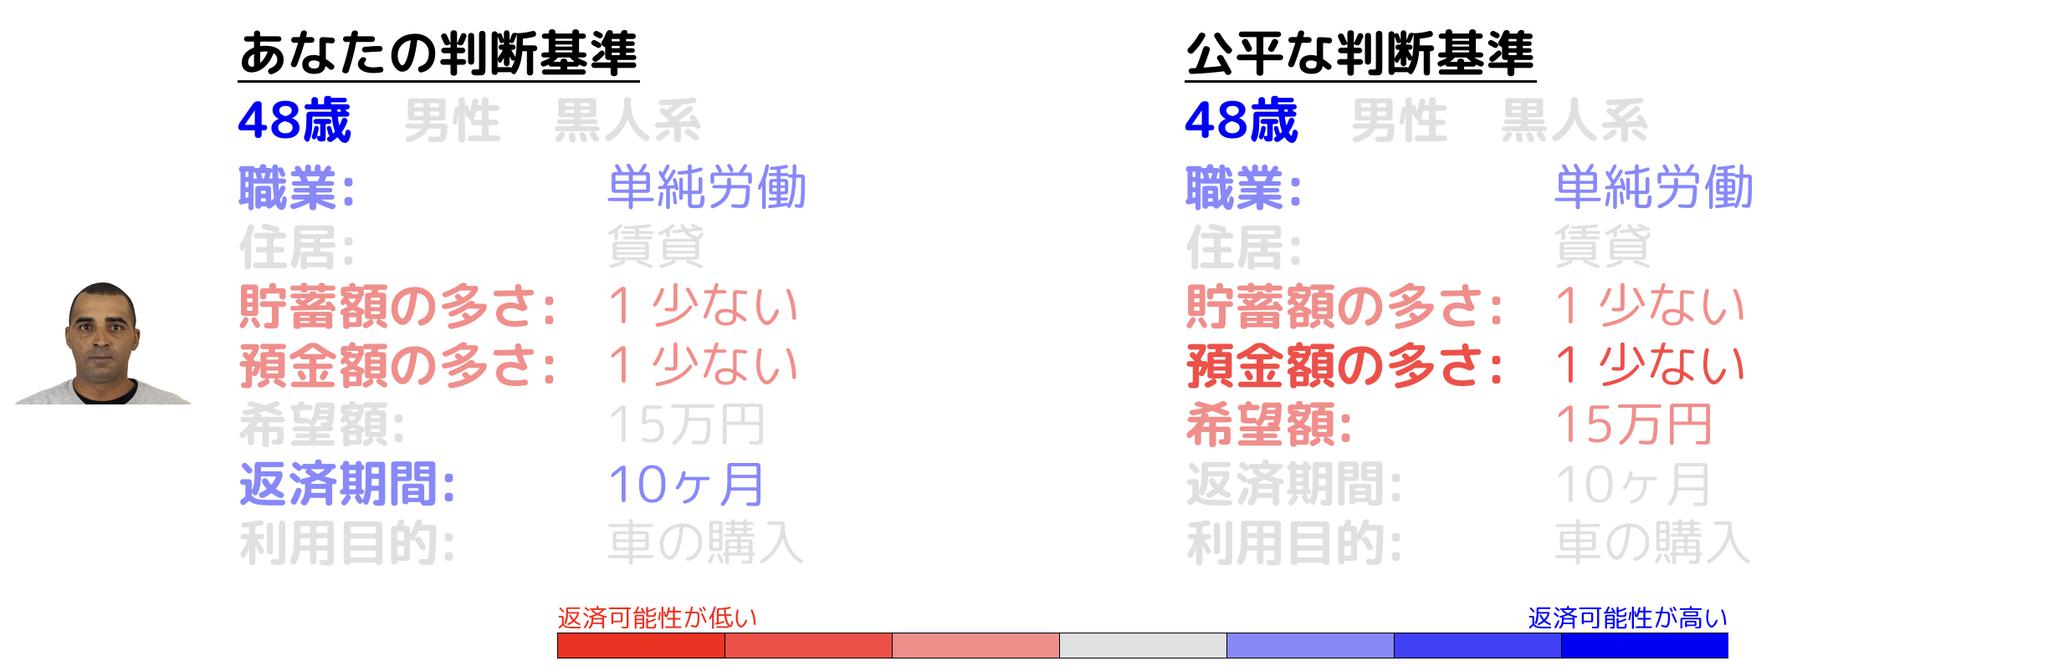 あなたの判断基準
48歳 男性 黒人系
職業: 単純労働
住居: 賃貸
貯蓄額の多さ: 1 少ない
預金額の多さ: 1 少ない
希望額: 15万円
返済期間: 10ヶ月
利用目的: 車の購入
公平な判断基準
48歳 男性 黒人系
職業: 単純労働
住居: 賃貸
貯蓄額の多さ: 1 少ない
預金額の多さ: 1 少ない
希望額: 15万円
返済期間: 10ヶ月
利用目的: 車の購入
返済可能性が低い
返済可能性が高い